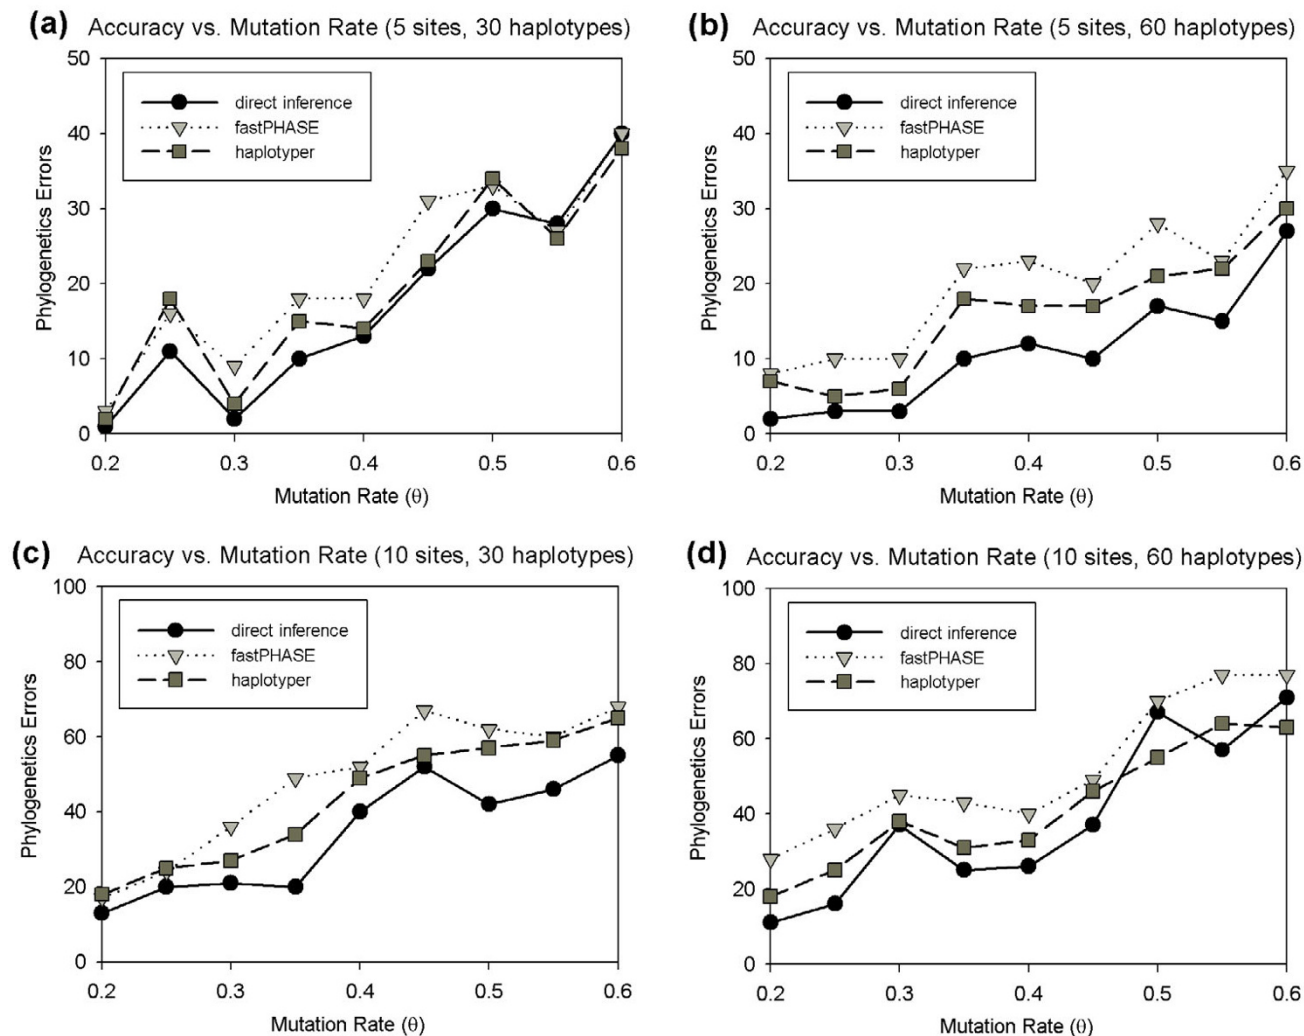 (a) Accuracy vs. Mutation Rate (5 sites, 30 haplotypes)
50
40
30
20
10
0
Phylogenetics Errors
direct inference
fastPHASE
haplotyper
0.2 0.3 0.4 0.5 0.6
Mutation Rate (θ)
(b) Accuracy vs. Mutation Rate (5 sites, 60 haplotypes)
50
40
30
20
10
0
Phylogenetics Errors
direct inference
fastPHASE
haplotyper
0.2 0.3 0.4 0.5 0.6
Mutation Rate (θ)
(c) Accuracy vs. Mutation Rate (10 sites, 30 haplotypes)
100
80
60
40
20
0
Phylogenetics Errors
direct inference
fastPHASE
haplotyper
0.2 0.3 0.4 0.5 0.6
Mutation Rate (θ)
(d) Accuracy vs. Mutation Rate (10 sites, 60 haplotypes)
100
80
60
40
20
0
Phylogenetics Errors
direct inference
fastPHASE
haplotyper
0.2 0.3 0.4 0.5 0.6
Mutation Rate (θ)